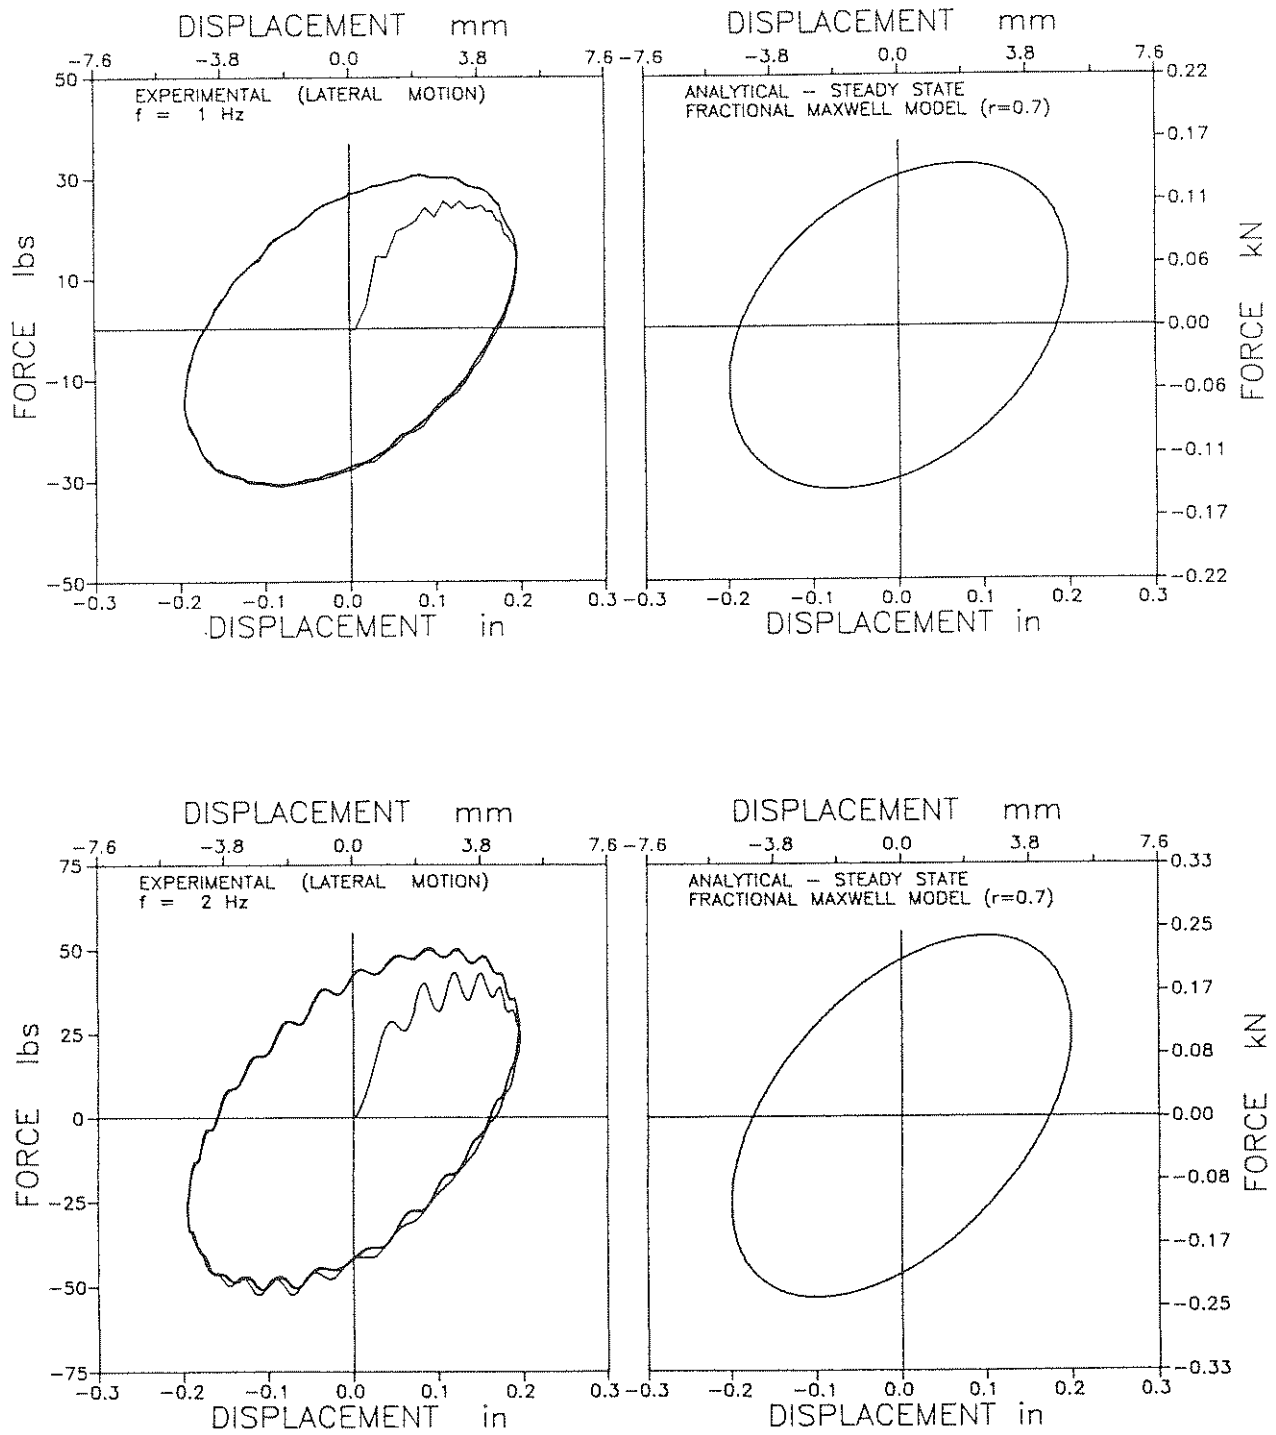 DISPLACEMENT mm
-7.6 -3.8 0.0 3.8 7.6
50
30
10
-10
-30
-50
FORCE lbs
EXPERIMENTAL (LATERAL MOTION)
f = 1 Hz
-0.3 -0.2 -0.1 0.0 0.1 0.2 0.3
DISPLACEMENT in
DISPLACEMENT mm
-7.6 -3.8 0.0 3.8 7.6
ANALYTICAL - STEADY STATE
FRACTIONAL MAXWELL MODEL (r=0.7)
0.22
0.17
0.11
0.06
0.00
-0.06
-0.11
-0.17
-0.22
FORCE kN
-0.3 -0.2 -0.1 0.0 0.1 0.2 0.3
DISPLACEMENT in
DISPLACEMENT mm
-7.6 -3.8 0.0 3.8 7.6
75
50
25
0
-25
-50
-75
FORCE lbs
EXPERIMENTAL (LATERAL MOTION)
f = 2 Hz
-0.3 -0.2 -0.1 0.0 0.1 0.2 0.3
DISPLACEMENT in
DISPLACEMENT mm
-7.6 -3.8 0.0 3.8 7.6
ANALYTICAL - STEADY STATE
FRACTIONAL MAXWELL MODEL (r=0.7)
0.33
0.25
0.17
0.08
0.00
-0.08
-0.17
-0.25
-0.33
FORCE kN
-0.3 -0.2 -0.1 0.0 0.1 0.2 0.3
DISPLACEMENT in